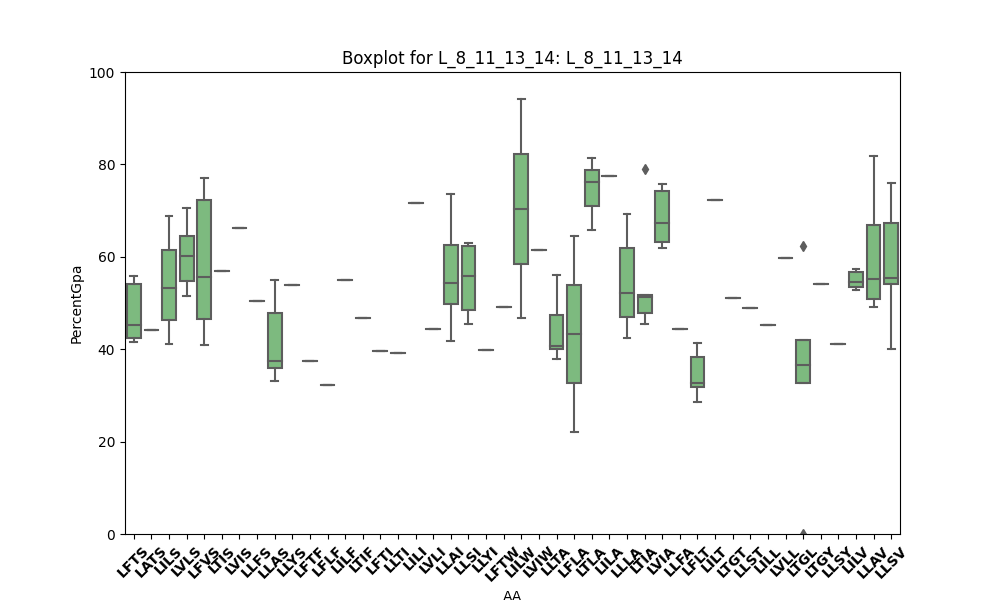 Boxplot for L_8_11_13_14: L_8_11_13_14
PercentGpa
100
80
60
40
20
0
LFTS
LATS
LILS
LVLS
LFVS
LTIS
LVIS
LLFS
LLAS
LLYS
LFTF
LFLF
LILF
LTIF
LFTI
LLTI
LILI
LVLI
LLAI
LLSI
LLYI
LFTW
LILW
LVIW
LLTA
LFLA
LTLA
LILA
LLLA
LTIA
LVIA
LLFA
LFLT
LILT
LTGT
LLST
LILL
LVLL
LTGL
LTGY
LLSY
LILV
LLAV
LLSV
AA